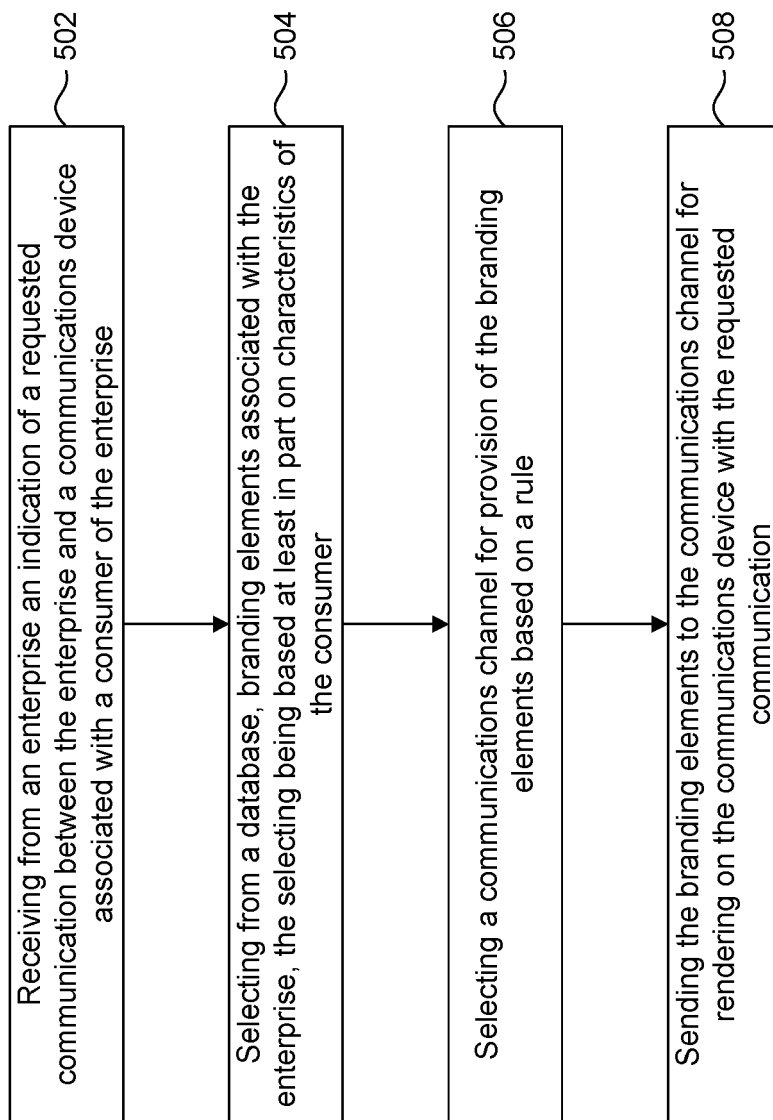 Receiving from an enterprise an indication of a requested
communication between the enterprise and a communications device
associated with a consumer of the enterprise
502
Selecting from a database, branding elements associated with the
enterprise, the selecting being based at least in part on characteristics of
the consumer
504
Selecting a communications channel for provision of the branding
elements based on a rule
506
Sending the branding elements to the communications channel for
rendering on the communications device with the requested
communication
508